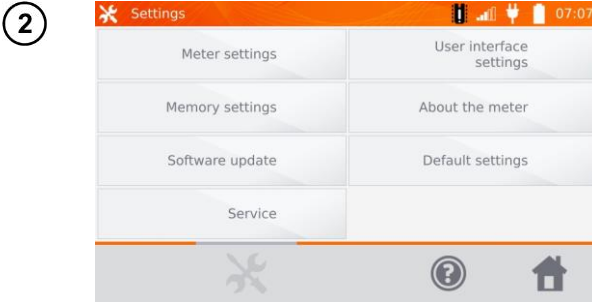 2
Settings
07:07
Meter settings
User interface
settings
Memory settings
About the meter
Software update
Default settings
Service
?